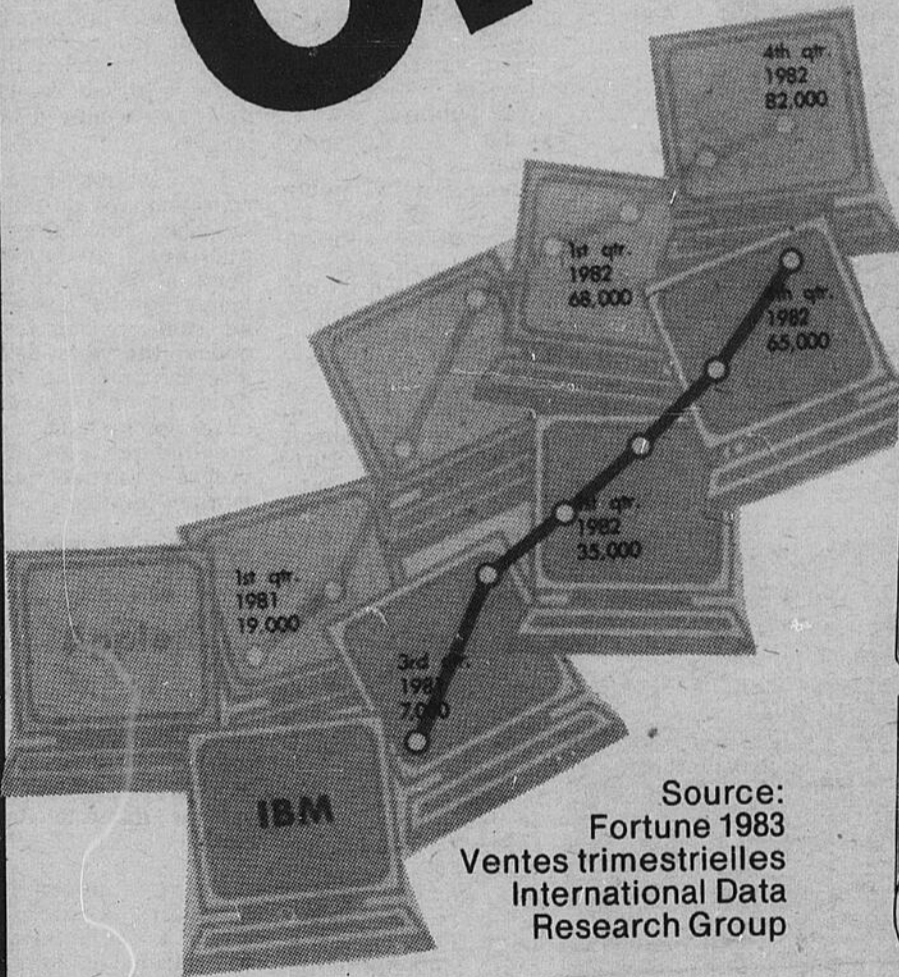 4th qtr.
1982
82,000
1st qtr.
1982
68,000
qtr.
1982
65,000
qtr.
1982
35,000
1st qtr.
1981
19.000
3rd qtr.
IBM
Source:
Fortune 1983
Ventes trimestrielles
International Data
Research Group